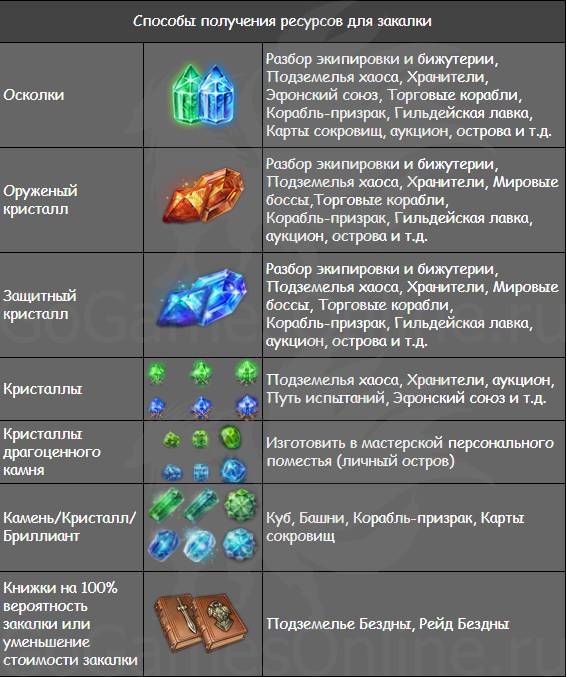 Способы получения ресурсов для закалки
Осколки
Разбор экипировки и бижутерии,
Подземелья хаоса, Хранители,
Эфонский союз, Торговые корабли,
Корабль-призрак, Гильдейская лавка,
Карты сокровищ, аукцион, острова и т.д.
Оруженый
кристалл
Разбор экипировки и бижутерии,
Подземелья хаоса, Хранители, Мировые
боссы,Торговые корабли,
Корабль-призрак, Гильдейская лавка,
аукцион, острова и т.д.
Защитный
кристалл
Разбор экипировки и бижутерии,
Подземелья хаоса, Хранители, Мировые
боссы, Торговые корабли,
Корабль-призрак, Гильдейская лавка,
аукцион, острова и т.д.
Кристаллы
Подземелья хаоса, Хранители, аукцион,
Путь испытаний, Эфронский союз и т.д.
Кристаллы
драгоценного
камня
Изготовить в мастерской персонального
поместья (личный остров)
Камень/Кристалл/
Бриллиант
Куб, Башни, Корабль-призрак, Карты
сокровищ
Книжки на 100%
вероятность
закалки или
уменьшение
стоимости закалки
Подземелье Бездны, Рейд Бездны
GoGamesOnline.ru
GoGamesOnline.ru